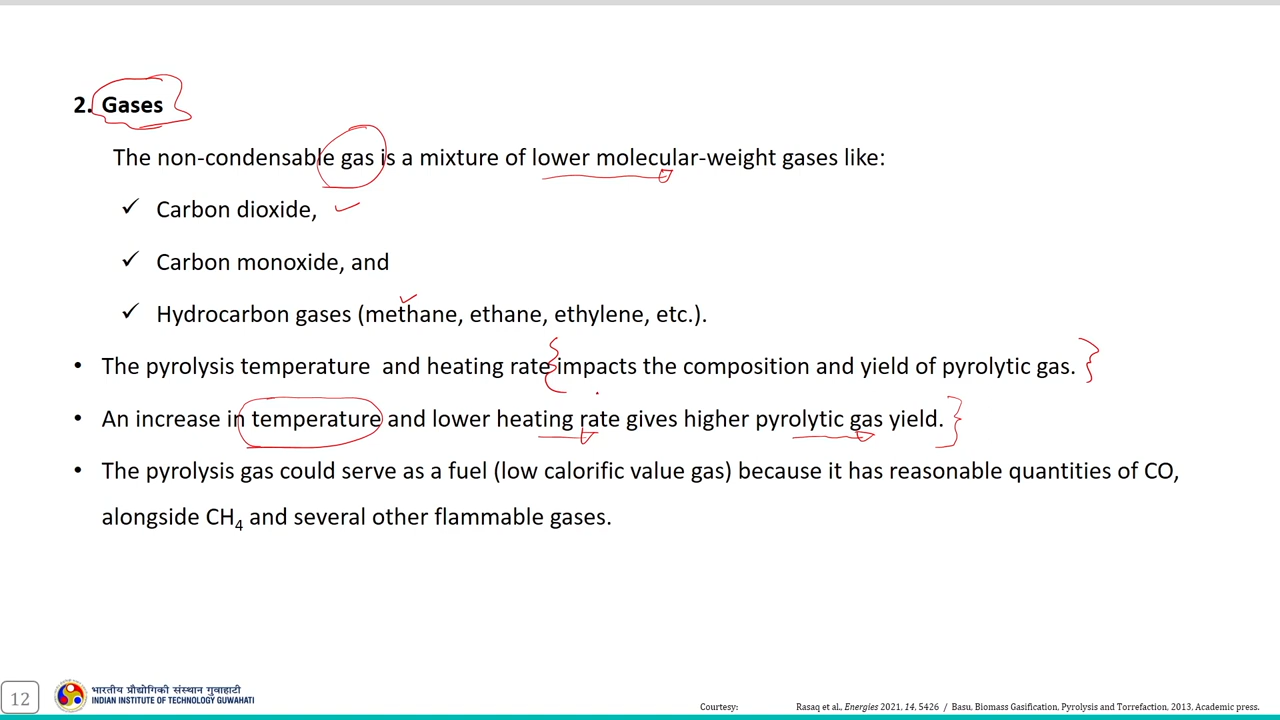 2. Gases
The non-condensable gas is a mixture of lower molecular-weight gases like:
✓ Carbon dioxide,
✓ Carbon monoxide, and
✓ Hydrocarbon gases (methane, ethane, ethylene, etc.).
• The pyrolysis temperature and heating rate impacts the composition and yield of pyrolytic gas.
• An increase in temperature and lower heating rate gives higher pyrolytic gas yield.
• The pyrolysis gas could serve as a fuel (low calorific value gas) because it has reasonable quantities of CO,
alongside CH₄ and several other flammable gases.
12
भारतीय प्रौद्योगिकी संस्थान गुवाहाटी
INDIAN INSTITUTE OF TECHNOLOGY GUWAHATI
Courtesy: Rasaq et al., Energies 2021, 14, 5426 / Basu, Biomass Gasification, Pyrolysis and Torrefaction, 2013, Academic press.